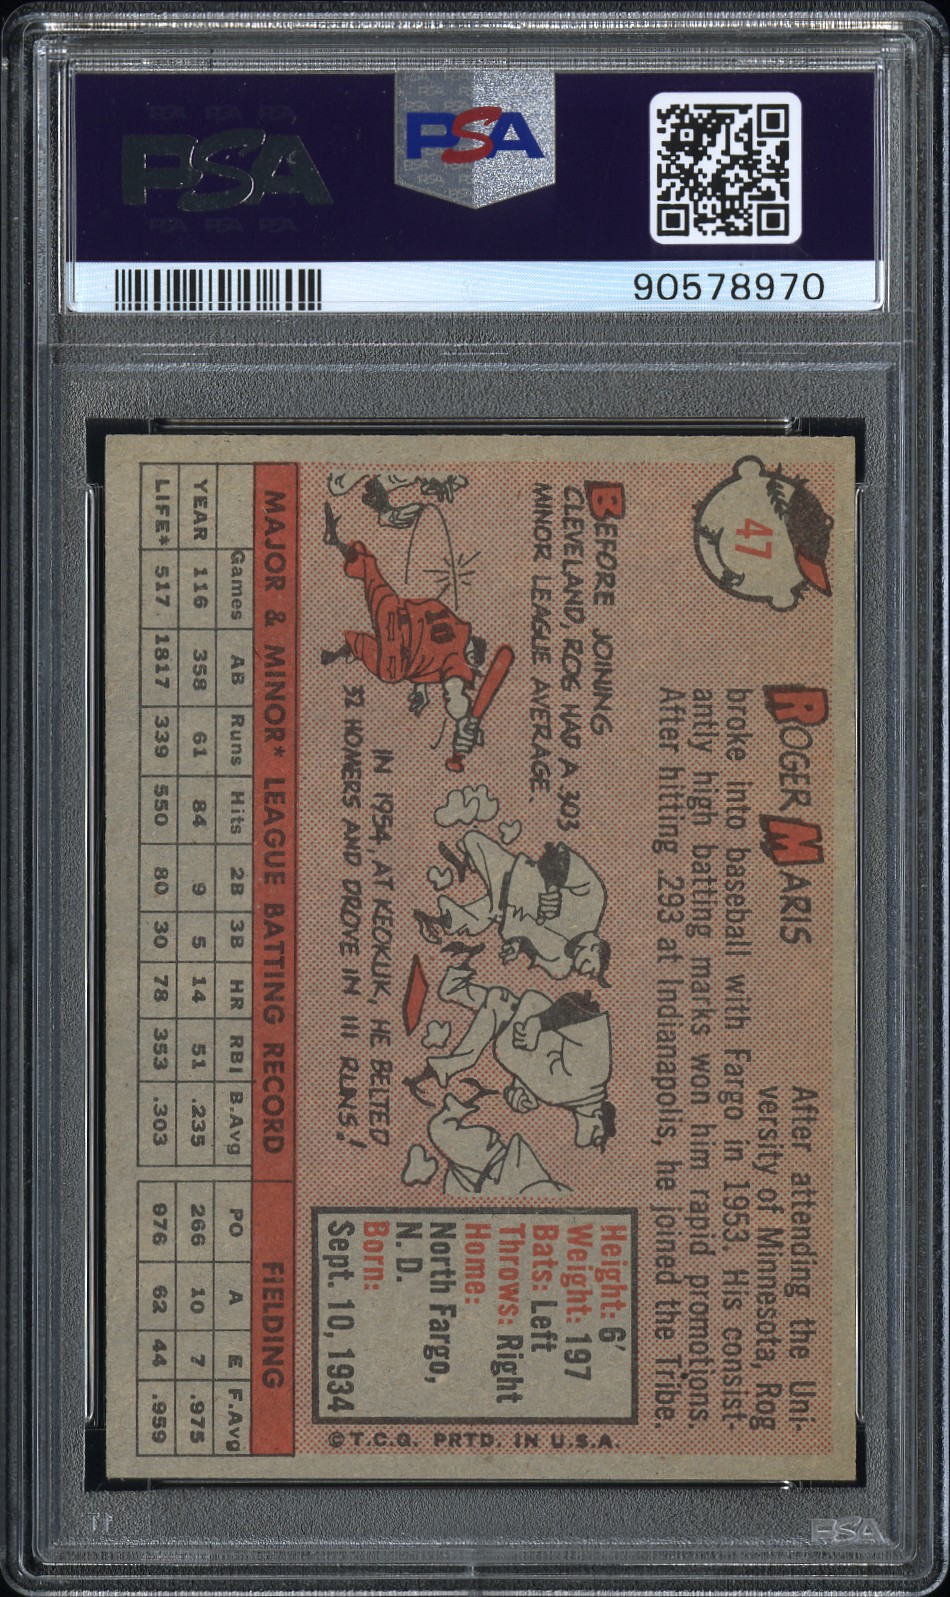 PSA
PSA
90578970
47
ROGER MARIS
After attending the Uni-
versity of Minnesota, Rog
broke into baseball with Fargo in 1953. His consist-
antly high batting marks won him rapid promotions.
After hitting .293 at Indianapolis, he joined the Tribe.
BEFORE JOINING
CLEVELAND, ROG HAD A .303
MINOR LEAGUE AVERAGE.
10
IN 1954, AT KEOKUK, HE BELTED
32 HOMERS AND DROVE IN 111 RUNS!
Height: 6'
Weight: 197
Bats: Left
Throws: Right
Home:
North Fargo,
N. D.
Born:
Sept. 10, 1934
© T.C.G. PRTD. IN U.S.A.
MAJOR & MINOR* LEAGUE BATTING RECORD FIELDING
Games AB Runs Hits 2B 3B HR RBI B.Avg PO A E F.Avg
YEAR 116 358 61 84 9 5 14 51 .235 266 10 7 .975
LIFE* 517 1817 339 550 80 30 78 353 .303 976 62 44 .959
PSA